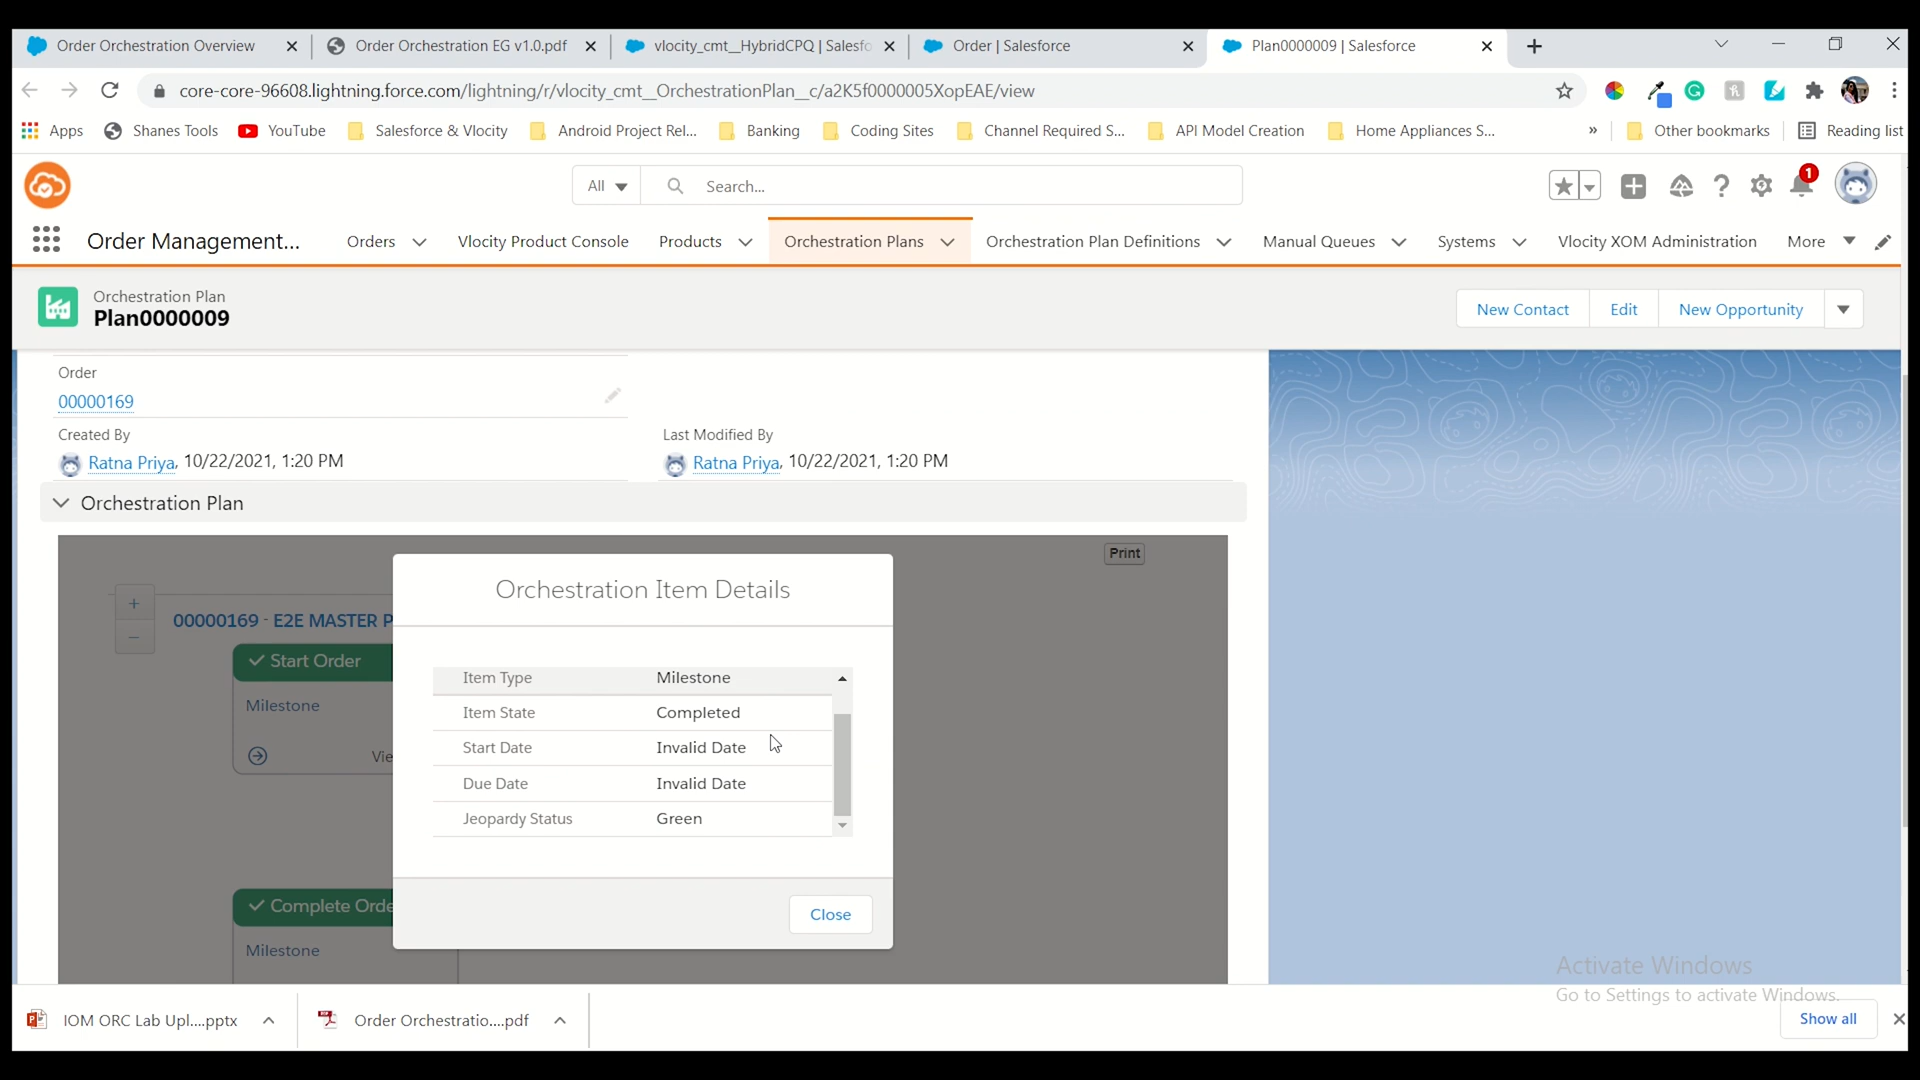 Order Orchestration Overview
Order Orchestration EG v1.0.pdf
vlocity_cmt__HybridCPQ | Salesfo
Order | Salesforce
Plan0000009 | Salesforce
core-core-96608.lightning.force.com/lightning/r/vlocity_cmt__OrchestrationPlan__c/a2K5f0000005XopEAE/view
Apps
Shanes Tools
YouTube
Salesforce & Vlocity
Android Project Rel...
Banking
Coding Sites
Channel Required S...
API Model Creation
Home Appliances S...
»
Other bookmarks
Reading list
All
Search...
1
Order Management...
Orders
Vlocity Product Console
Products
Orchestration Plans
Orchestration Plan Definitions
Manual Queues
Systems
Vlocity XOM Administration
More
Orchestration Plan
Plan0000009
New Contact
Edit
New Opportunity
Order
00000169
Created By
Ratna Priya, 10/22/2021, 1:20 PM
Last Modified By
Ratna Priya, 10/22/2021, 1:20 PM
Orchestration Plan
Print
+
−
00000169 - E2E MASTER P
Start Order
Milestone
Vie
Complete Orde
Milestone
Orchestration Item Details
Item Type Milestone
Item State Completed
Start Date Invalid Date
Due Date Invalid Date
Jeopardy Status Green
Close
Activate Windows
Go to Settings to activate Windows.
IOM ORC Lab Upl....pptx
Order Orchestratio....pdf
Show all